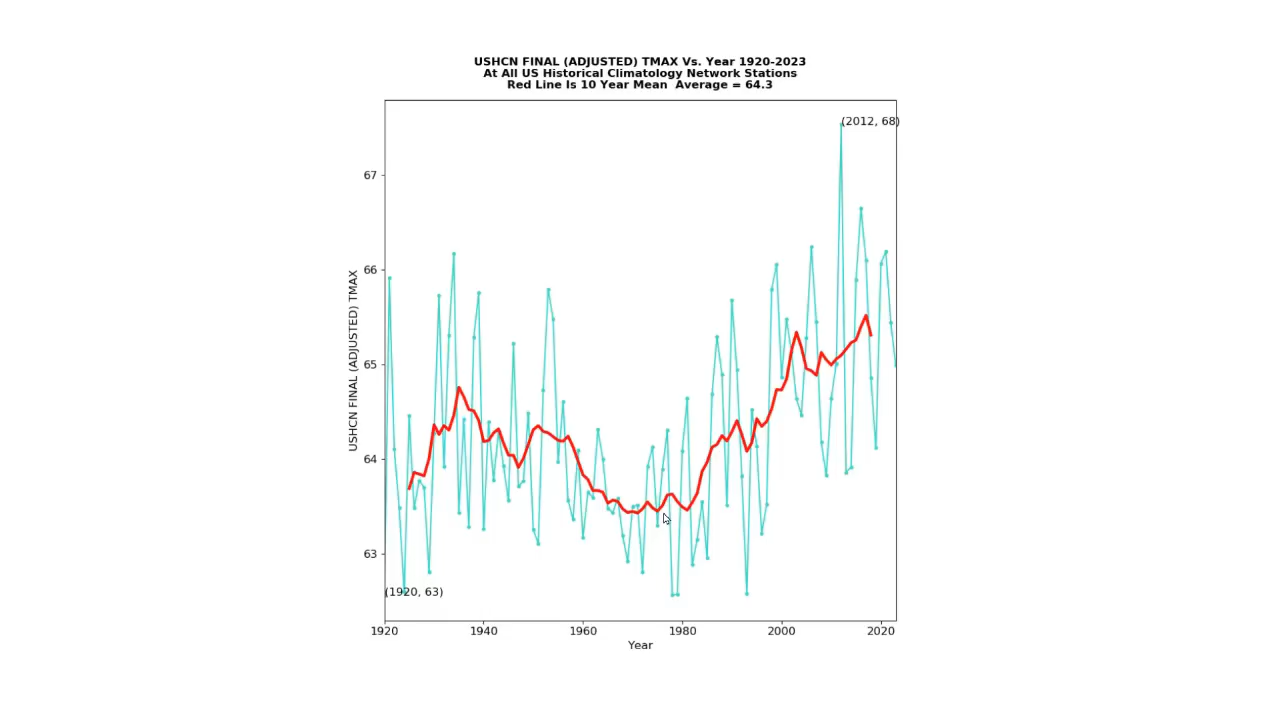 USHCN FINAL (ADJUSTED) TMAX Vs. Year 1920-2023
At All US Historical Climatology Network Stations
Red Line Is 10 Year Mean  Average = 64.3
(2012, 68)
67
66
65
64
63
USHCN FINAL (ADJUSTED) TMAX
(1920, 63)
1920 1940 1960 1980 2000 2020
Year